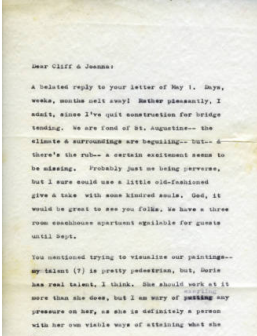 Dear Cliff & Joanna:
A belated reply to your letter of May 1. Days,
weeks, months melt away! Rather pleasantly, I
admit, since I've quit construction for bridge
tending. We are fond of St. Augustine-- the
climate & surroundings are beguiling-- but-- &
there's the rub-- a certain excitement seems to
be missing. Probably just me being perverse,
but I sure could use a little old-fashioned
give & take with some kindred souls. God, it
would be great to see you folks. We have a three
room beachhouse apartment available for guests
until Sept.
You mentioned trying to visualize our paintings--
my talent (?) is pretty pedestrian, but, Doris
has real talent, I think. She should work at it
exerting
more than she does, but I am wary of putting any
pressure on her, as she is definitely a person
with her own viable ways of attaining what she